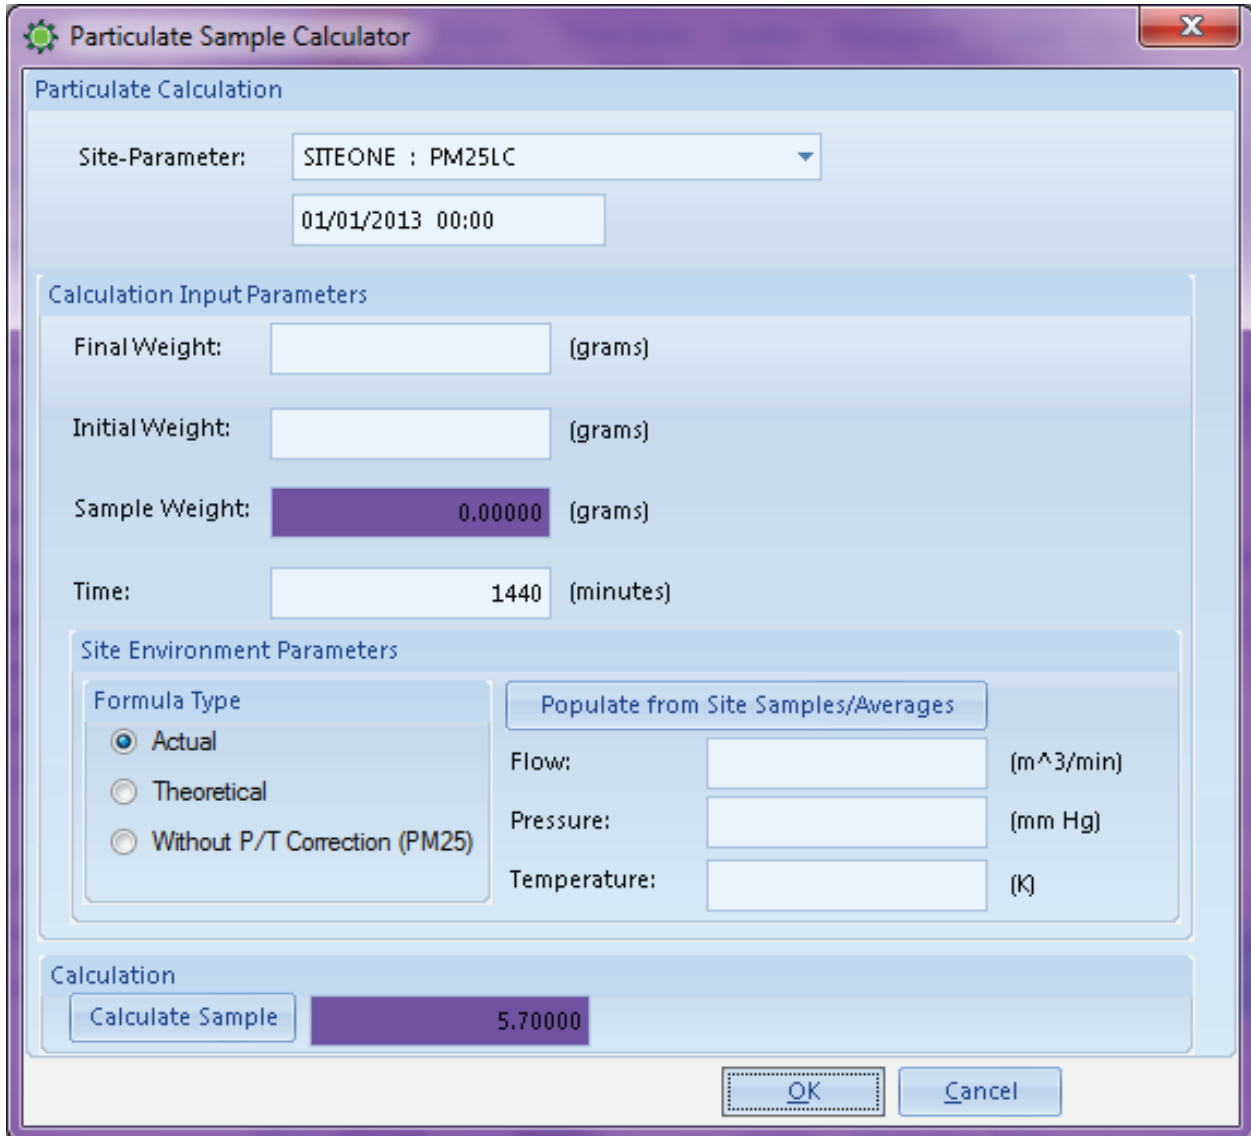 Particulate Sample Calculator
X
Particulate Calculation
Site-Parameter: SITEONE : PM25LC
01/01/2013 00:00
Calculation Input Parameters
Final Weight: (grams)
Initial Weight: (grams)
Sample Weight: 0.00000 (grams)
Time: 1440 (minutes)
Site Environment Parameters
Formula Type
Actual
Theoretical
Without P/T Correction (PM25)
Populate from Site Samples/Averages
Flow: (m^3/min)
Pressure: (mm Hg)
Temperature: (K)
Calculation
Calculate Sample 5.70000
OK Cancel